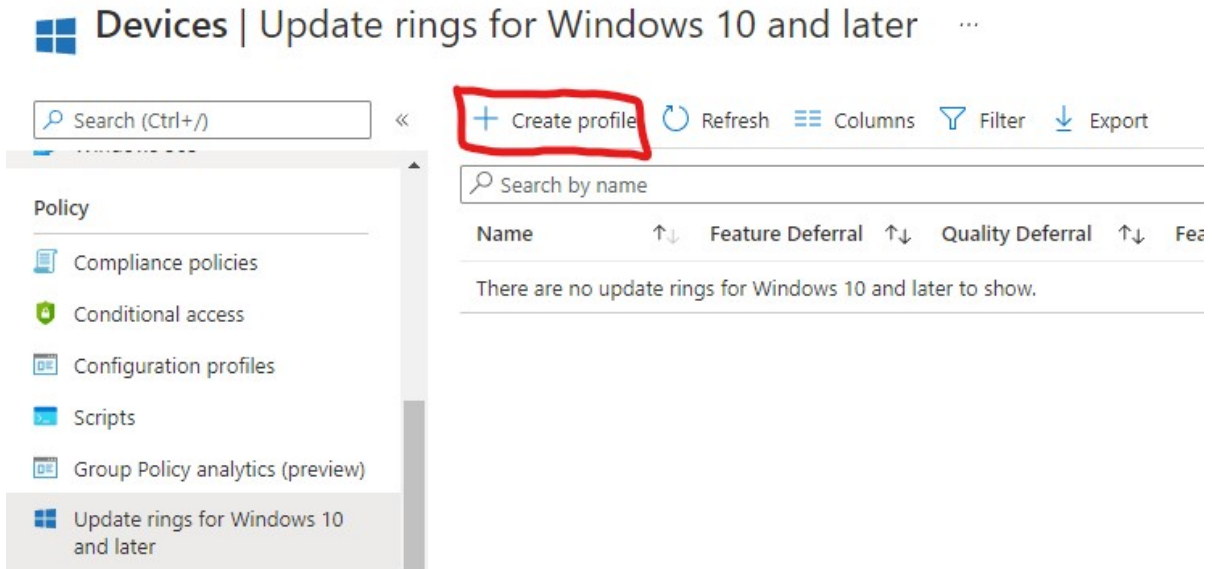 Devices | Update rings for Windows 10 and later ...
Search (Ctrl+/)
«
+ Create profile
Refresh
Columns
Filter
Export
Policy
Compliance policies
Conditional access
Configuration profiles
Scripts
Group Policy analytics (preview)
Update rings for Windows 10
and later
Search by name
Name ↑↓ Feature Deferral ↑↓ Quality Deferral ↑↓ Fea
There are no update rings for Windows 10 and later to show.